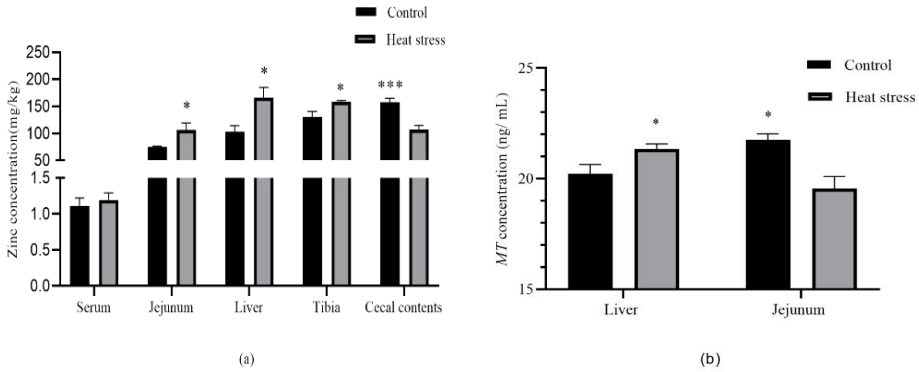 Control
Heat stress
Zinc concentration(mg/kg)
250
200
150
100
50
1.5
1.0
0.5
0.0
*
*
*
***
Serum
Jejunum
Liver
Tibia
Cecal contents
(a)
Control
Heat stress
MT concentration (ng/ mL)
25
20
15
*
*
Liver
Jejunum
(b)